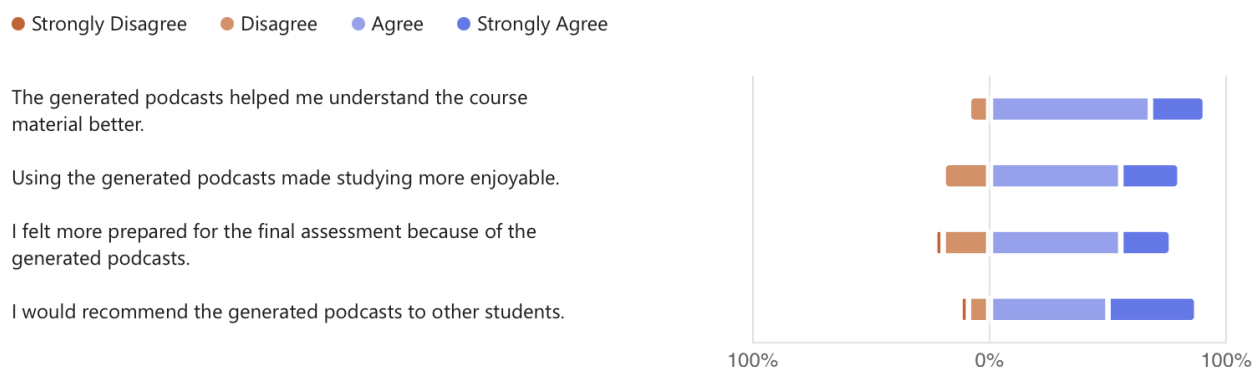 Strongly Disagree Disagree Agree Strongly Agree
The generated podcasts helped me understand the course
material better.
Using the generated podcasts made studying more enjoyable.
I felt more prepared for the final assessment because of the
generated podcasts.
I would recommend the generated podcasts to other students.
100% 0% 100%